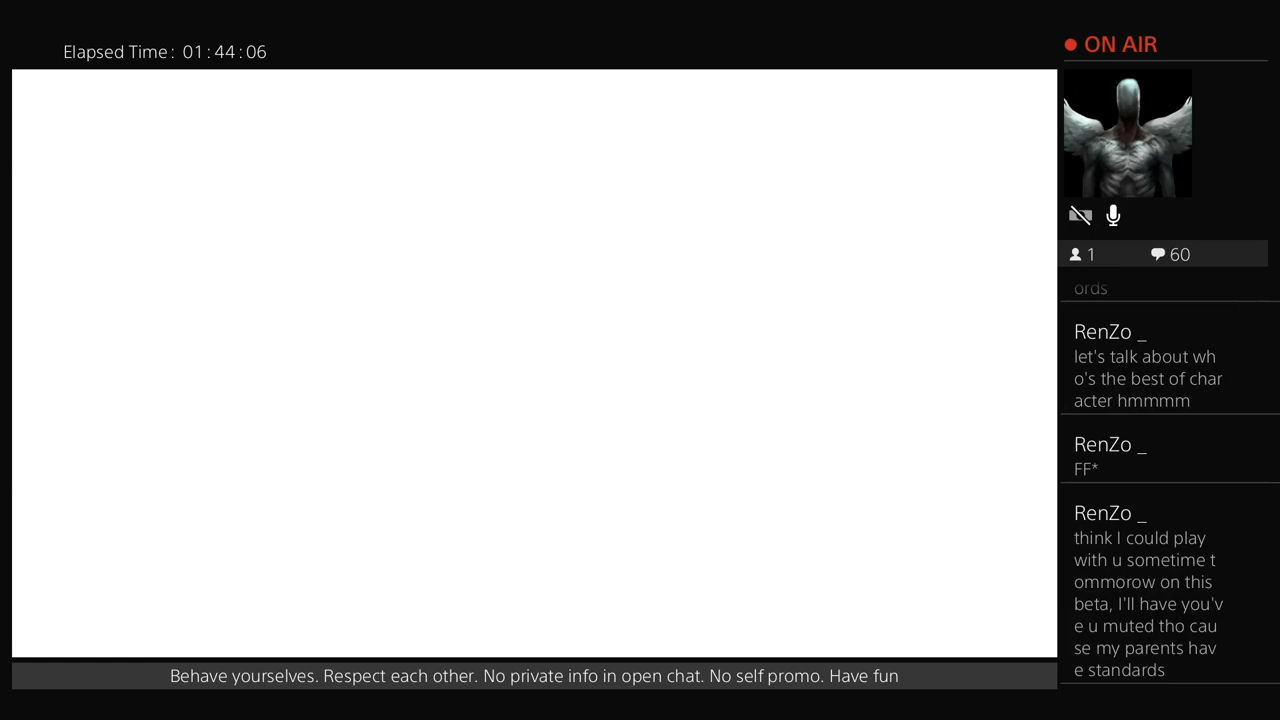 Elapsed Time: 01:44:06
ON AIR
1 60
ords
RenZo _
let's talk about wh
o's the best of char
acter hmmmm
RenZo _
FF*
RenZo _
think I could play
with u sometime t
ommorow on this
beta, I'll have you'v
e u muted tho cau
se my parents hav
e standards
Behave yourselves. Respect each other. No private info in open chat. No self promo. Have fun